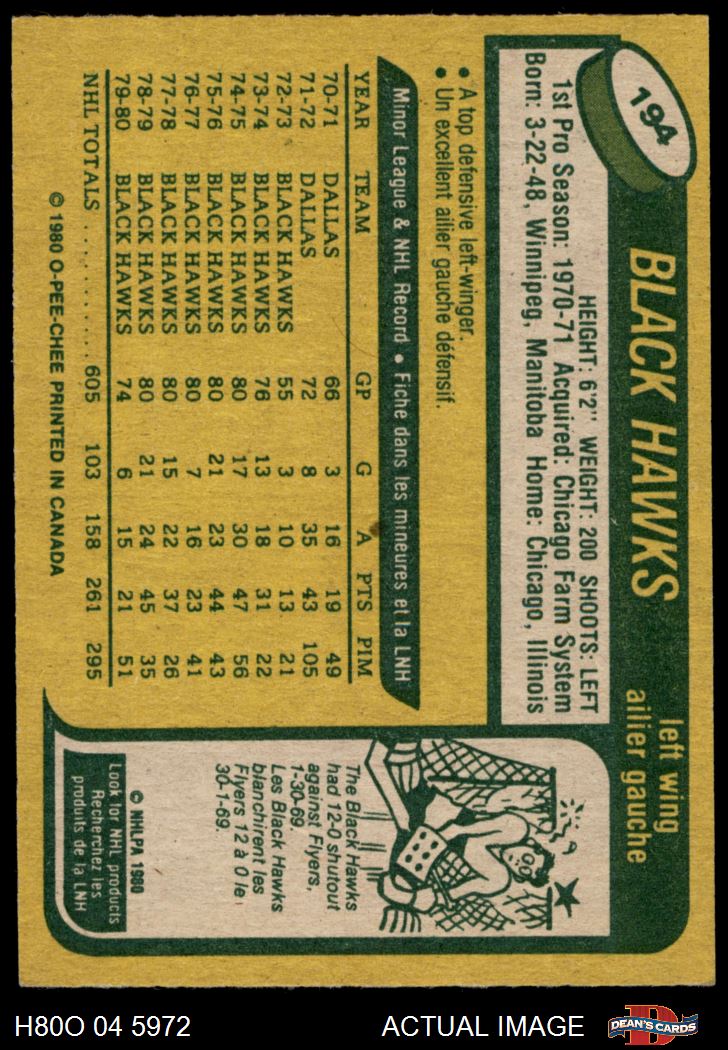 194
BLACK HAWKS
left wing
ailier gauche
HEIGHT: 6'2" WEIGHT: 200 SHOOTS: LEFT
1st Pro Season: 1970-71 Acquired: Chicago Farm System
Born: 3-22-48, Winnipeg, Manitoba Home: Chicago, Illinois
• A top defensive left-winger.
• Un excellent ailier gauche défensif.
Minor League & NHL Record • Fiche dans les mineures et la LNH
YEAR TEAM GP G A PTS PIM
70-71 DALLAS 66 3 16 19 49
71-72 DALLAS 72 8 35 43 105
72-73 BLACK HAWKS 55 3 10 13 21
73-74 BLACK HAWKS 76 13 18 31 22
74-75 BLACK HAWKS 80 17 30 47 56
75-76 BLACK HAWKS 80 21 23 44 43
76-77 BLACK HAWKS 80 7 16 23 41
77-78 BLACK HAWKS 80 15 22 37 26
78-79 BLACK HAWKS 80 21 24 45 35
79-80 BLACK HAWKS 74 6 15 21 51
NHL TOTALS ............ 605 103 158 261 295
© 1980 O-PEE-CHEE PRINTED IN CANADA
The Black Hawks
had 12-0 shutout
against Flyers,
1-30-69.
Les Black Hawks
blanchirent les
Flyers 12 à 0 le
30-1-69.
© NHLPA 1980
Look for NHL products
Recherchez les
produits de la LNH
H80O 04 5972
ACTUAL IMAGE
D
DEAN'S CARDS